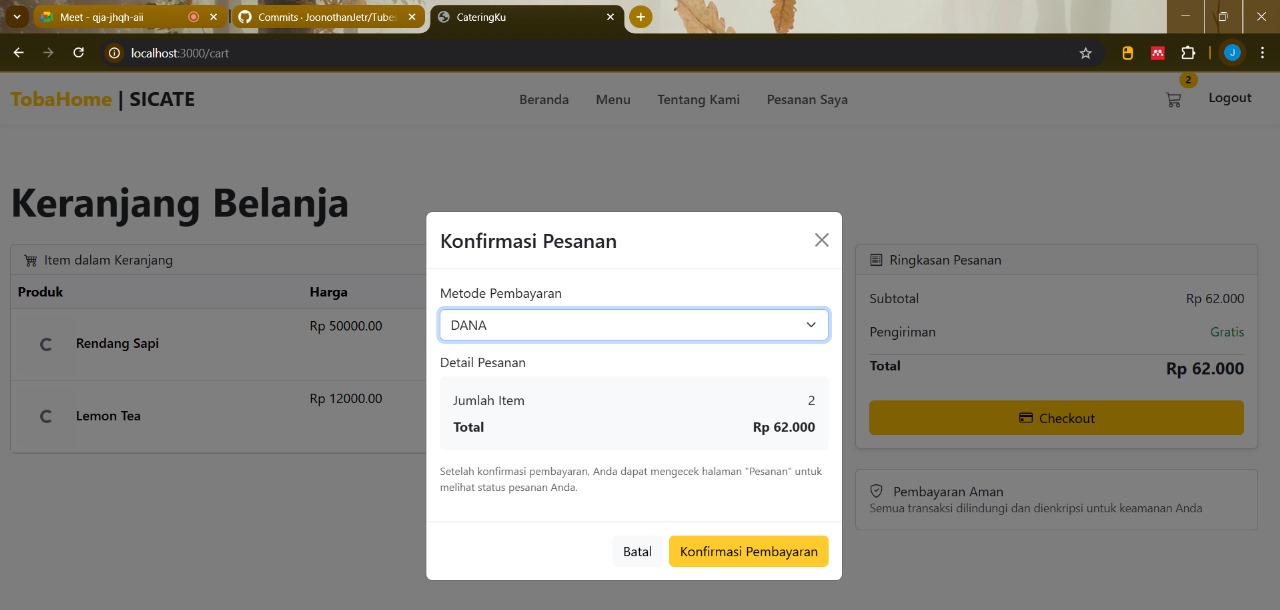 Meet - qja-jhqh-aii
Commits · JoonothanJetr/Tubes
CateringKu
localhost:3000/cart
J
TobaHome | SICATE
Beranda
Menu
Tentang Kami
Pesanan Saya
2
Logout
Keranjang Belanja
Item dalam Keranjang
Produk
Harga
C
Rendang Sapi
Rp 50000.00
C
Lemon Tea
Rp 12000.00
Konfirmasi Pesanan
Metode Pembayaran
DANA
Detail Pesanan
Jumlah Item 2
Total Rp 62.000
Setelah konfirmasi pembayaran, Anda dapat mengecek halaman "Pesanan" untuk
melihat status pesanan Anda.
Batal
Konfirmasi Pembayaran
Ringkasan Pesanan
Subtotal Rp 62.000
Pengiriman Gratis
Total Rp 62.000
Checkout
Pembayaran Aman
Semua transaksi dilindungi dan dienkripsi untuk keamanan Anda